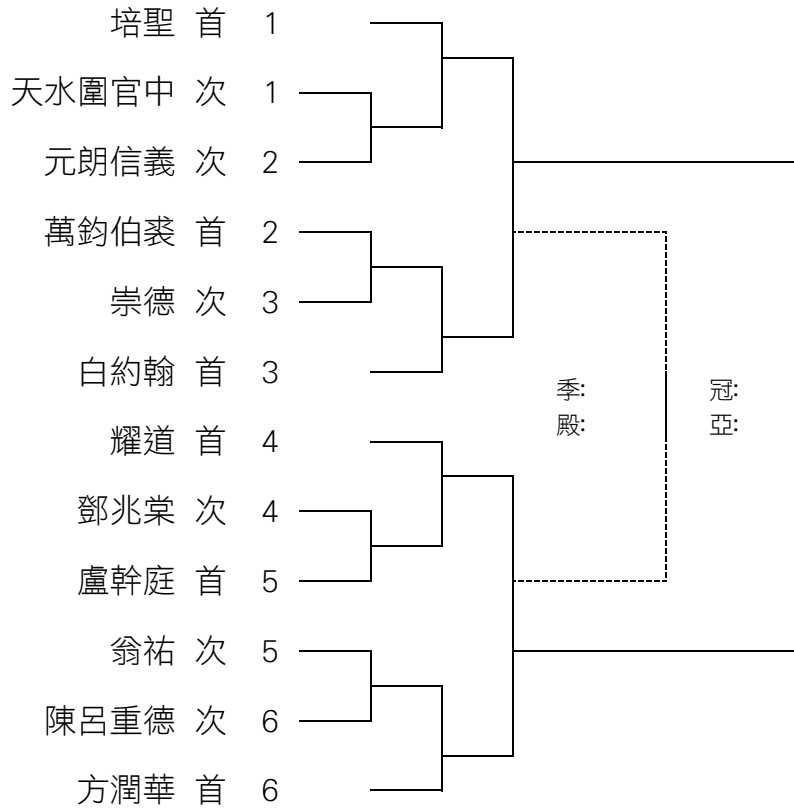 培聖 首 1
天水圍官中 次 1
元朗信義 次 2
萬鈞伯裘 首 2
崇德 次 3
白約翰 首 3
季: 冠:
殿: 亞:
耀道 首 4
鄧兆棠 次 4
盧幹庭 首 5
翁祐 次 5
陳呂重德 次 6
方潤華 首 6